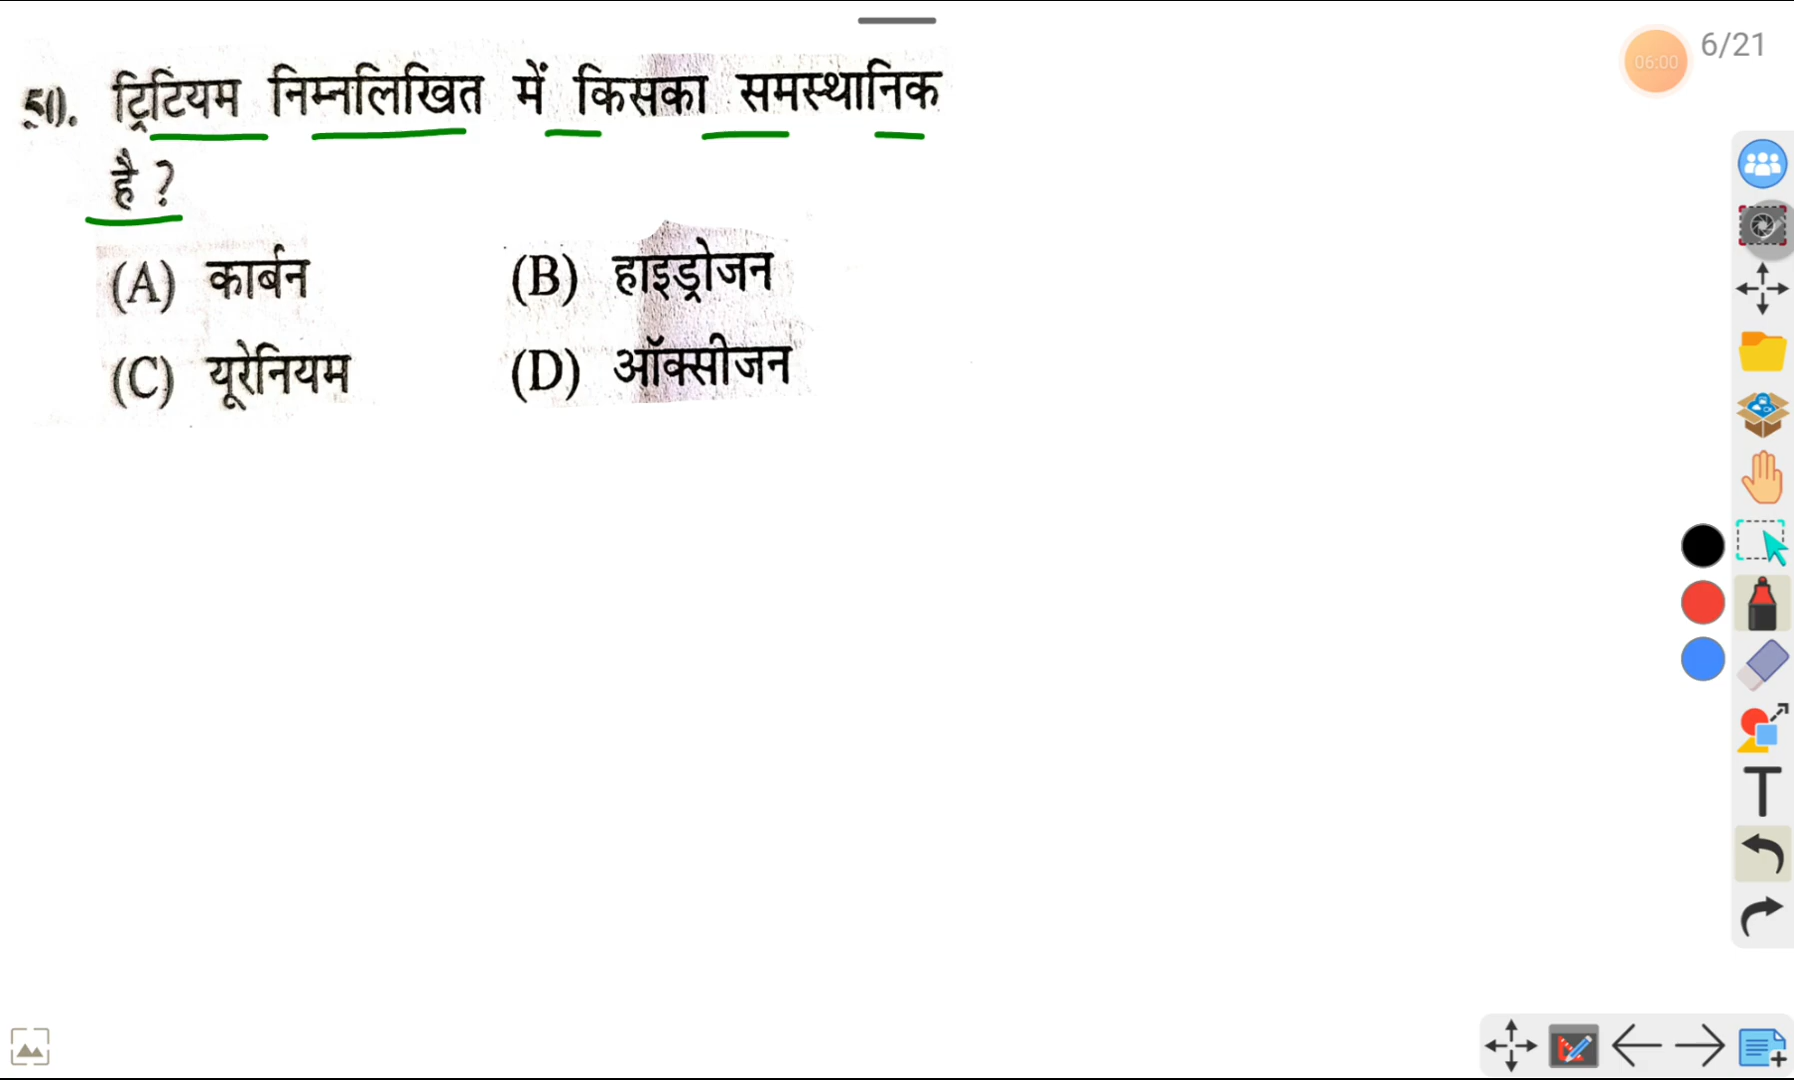 06:00
6/21
50. ट्रिटियम निम्नलिखित में किसका समस्थानिक
है ?
(A) कार्बन (B) हाइड्रोजन
(C) यूरेनियम (D) ऑक्सीजन
T